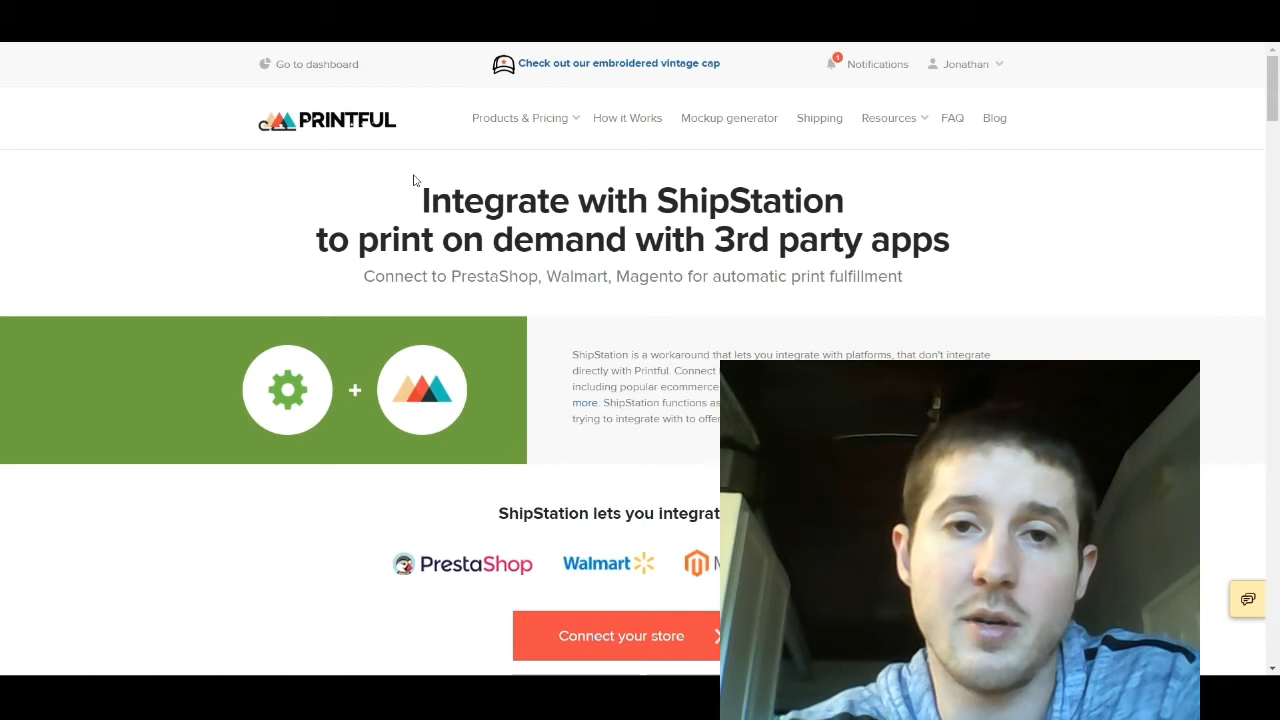 Go to dashboard
Check out our embroidered vintage cap
1
Notifications
Jonathan
PRINTFUL
Products & Pricing
How it Works
Mockup generator
Shipping
Resources
FAQ
Blog
Integrate with ShipStation
to print on demand with 3rd party apps
Connect to PrestaShop, Walmart, Magento for automatic print fulfillment
ShipStation is a workaround that lets you integrate with platforms, that don't integrate
directly with Printful. Connect
including popular ecommerce
more. ShipStation functions as
trying to integrate with to offer
ShipStation lets you integrat
PrestaShop
Walmart
Connect your store